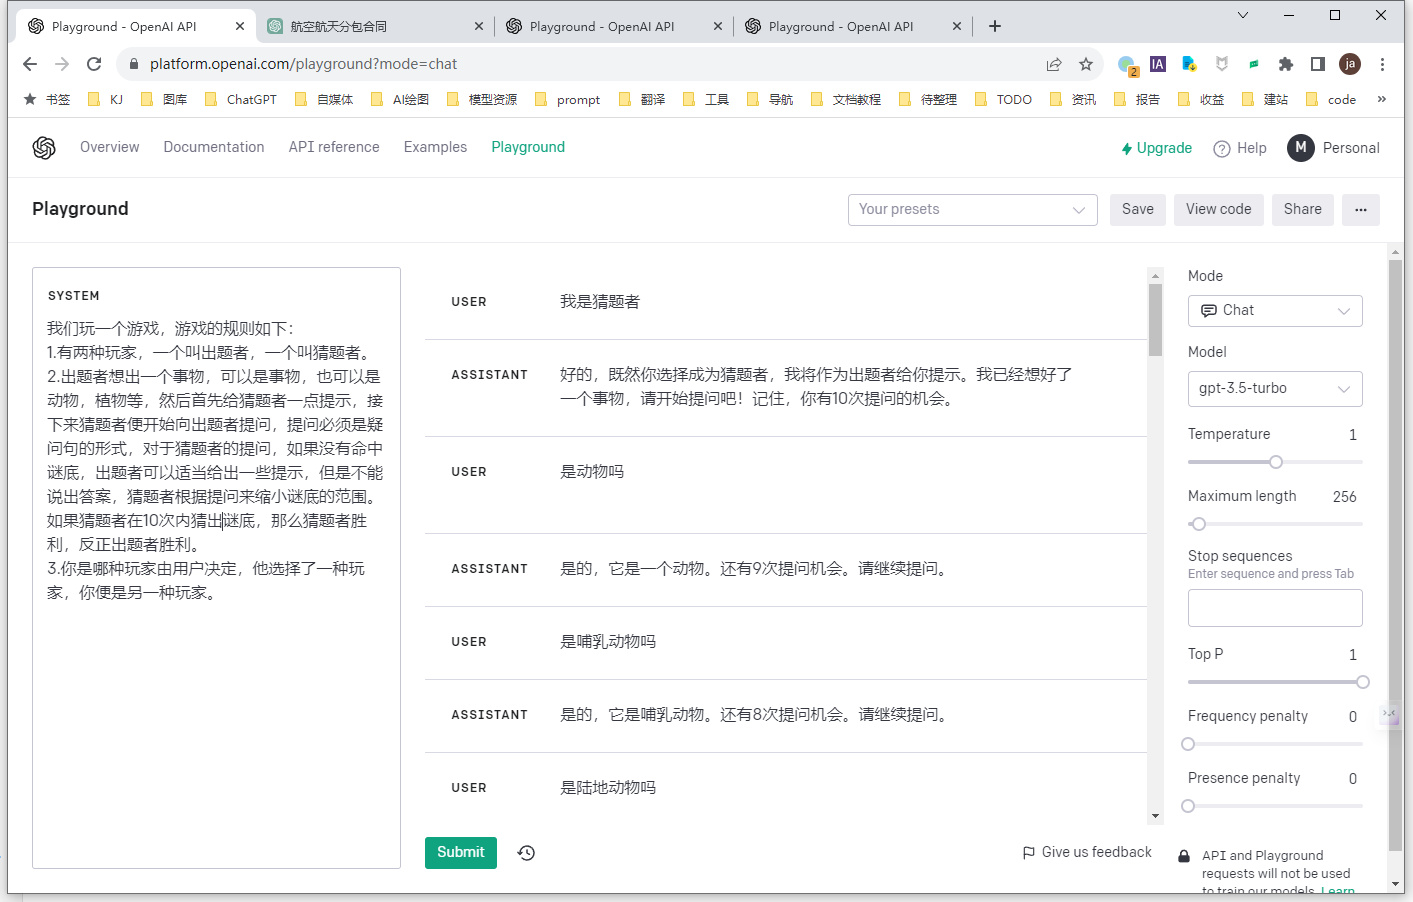 Playground - OpenAI API
航空航天分包合同
Playground - OpenAI API
Playground - OpenAI API
platform.openai.com/playground?mode=chat
2
IA
ja
书签
KJ
图库
ChatGPT
自媒体
AI绘图
模型资源
prompt
翻译
工具
导航
文档教程
待整理
TODO
资讯
报告
收益
建站
code
»
Overview
Documentation
API reference
Examples
Playground
Upgrade
Help
M
Personal
Playground
Your presets
Save
View code
Share
...
SYSTEM
我们玩一个游戏，游戏的规则如下：
1.有两种玩家，一个叫出题者，一个叫猜题者。
2.出题者想出一个事物，可以是事物，也可以是
动物，植物等，然后首先给猜题者一点提示，接
下来猜题者便开始向出题者提问，提问必须是疑
问句的形式，对于猜题者的提问，如果没有命中
谜底，出题者可以适当给出一些提示，但是不能
说出答案，猜题者根据提问来缩小谜底的范围。
如果猜题者在10次内猜出谜底，那么猜题者胜
利，反正出题者胜利。
3.你是哪种玩家由用户决定，他选择了一种玩
家，你便是另一种玩家。
USER
我是猜题者
ASSISTANT
好的，既然你选择成为猜题者，我将作为出题者给你提示。我已经想好了
一个事物，请开始提问吧！记住，你有10次提问的机会。
USER
是动物吗
ASSISTANT
是的，它是一个动物。还有9次提问机会。请继续提问。
USER
是哺乳动物吗
ASSISTANT
是的，它是哺乳动物。还有8次提问机会。请继续提问。
USER
是陆地动物吗
Submit
Give us feedback
Mode
Chat
Model
gpt-3.5-turbo
Temperature
1
Maximum length
256
Stop sequences
Enter sequence and press Tab
Top P
1
Frequency penalty
0
Presence penalty
0
API and Playground
requests will not be used
to train our models. Learn